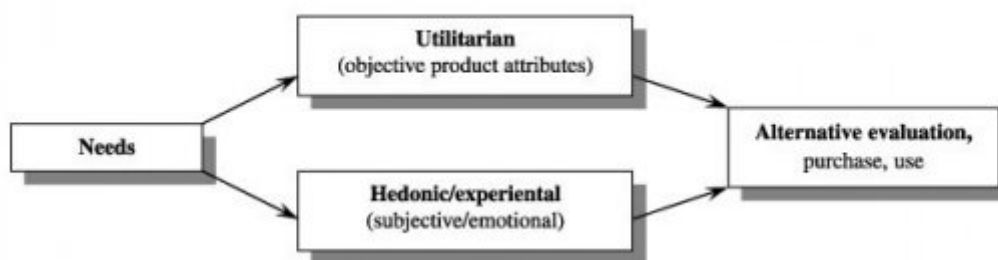 Utilitarian
(objective product attributes)
Needs
Alternative evaluation,
purchase, use
Hedonic/experiental
(subjective/emotional)